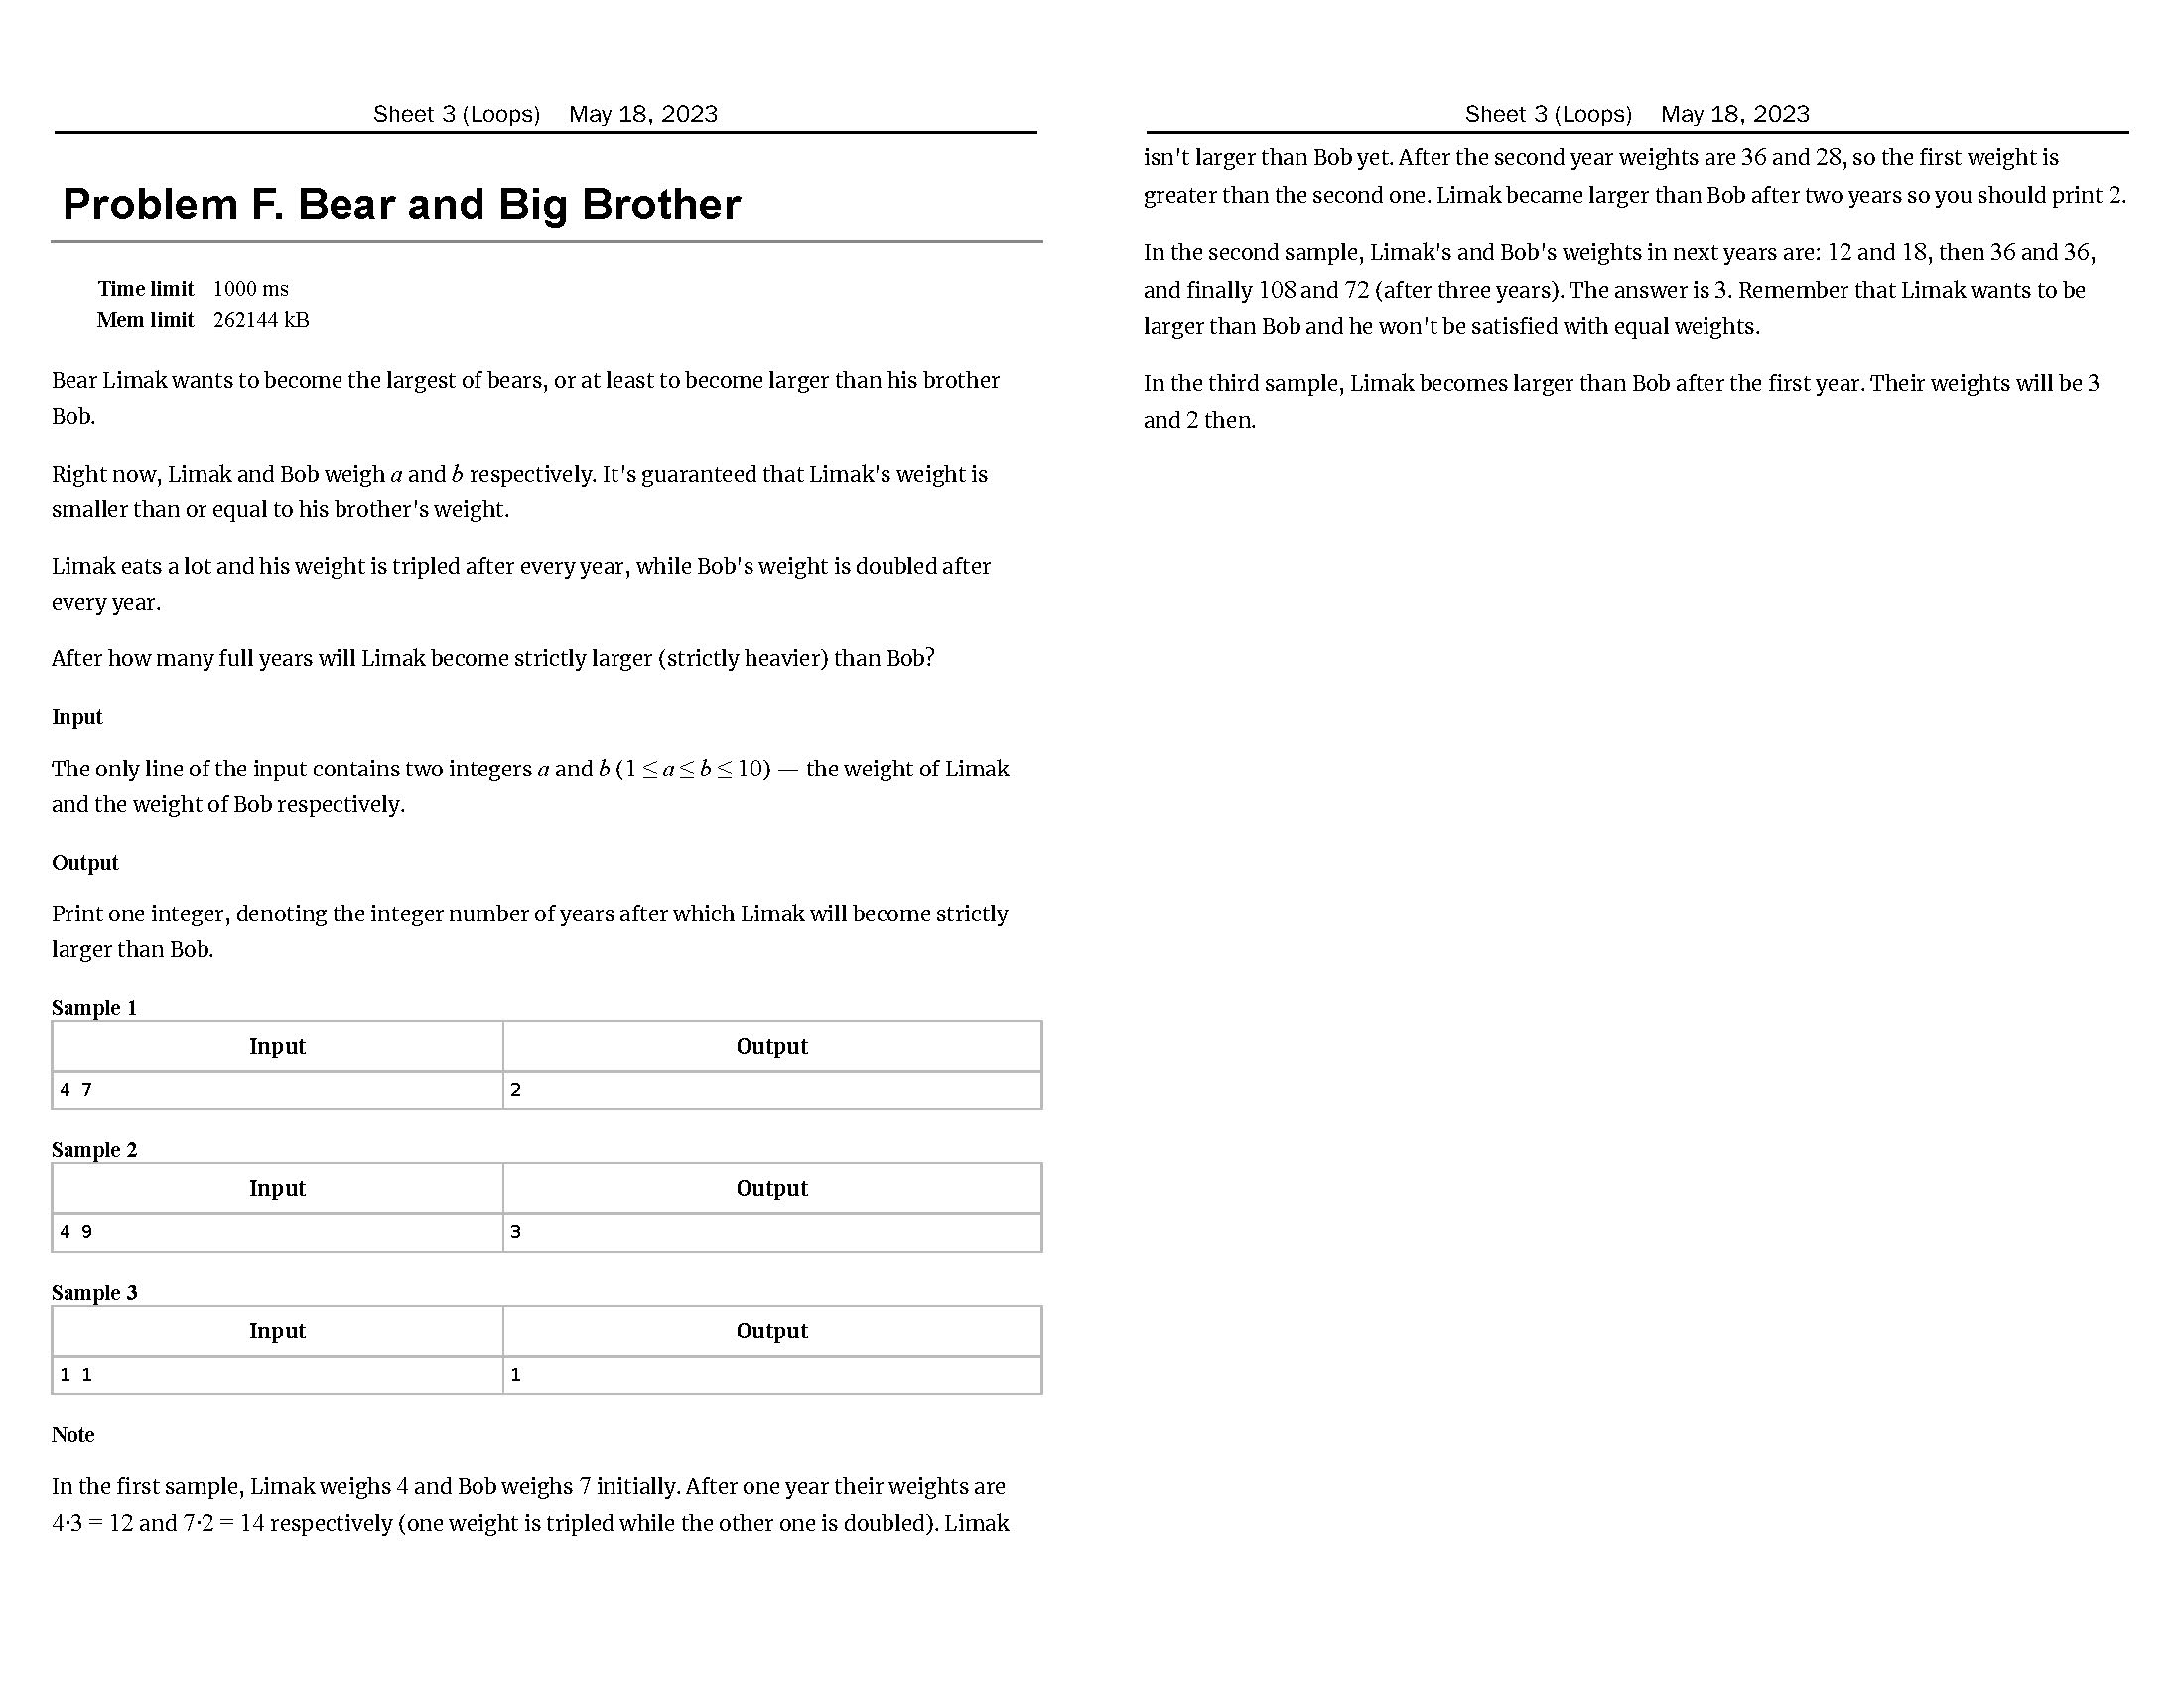 Sheet 3 (Loops) May 18, 2023
Problem F. Bear and Big Brother
Time limit 1000 ms
Mem limit 262144 kB
Bear Limak wants to become the largest of bears, or at least to become larger than his brother
Bob.
Right now, Limak and Bob weigh a and b respectively. It's guaranteed that Limak's weight is
smaller than or equal to his brother's weight.
Limak eats a lot and his weight is tripled after every year, while Bob's weight is doubled after
every year.
After how many full years will Limak become strictly larger (strictly heavier) than Bob?
Input
The only line of the input contains two integers a and b (1 ≤ a ≤ b ≤ 10) — the weight of Limak
and the weight of Bob respectively.
Output
Print one integer, denoting the integer number of years after which Limak will become strictly
larger than Bob.
Sample 1
Input Output
4 7 2
Sample 2
Input Output
4 9 3
Sample 3
Input Output
1 1 1
Note
In the first sample, Limak weighs 4 and Bob weighs 7 initially. After one year their weights are
4·3 = 12 and 7·2 = 14 respectively (one weight is tripled while the other one is doubled). Limak
Sheet 3 (Loops) May 18, 2023
isn't larger than Bob yet. After the second year weights are 36 and 28, so the first weight is
greater than the second one. Limak became larger than Bob after two years so you should print 2.
In the second sample, Limak's and Bob's weights in next years are: 12 and 18, then 36 and 36,
and finally 108 and 72 (after three years). The answer is 3. Remember that Limak wants to be
larger than Bob and he won't be satisfied with equal weights.
In the third sample, Limak becomes larger than Bob after the first year. Their weights will be 3
and 2 then.